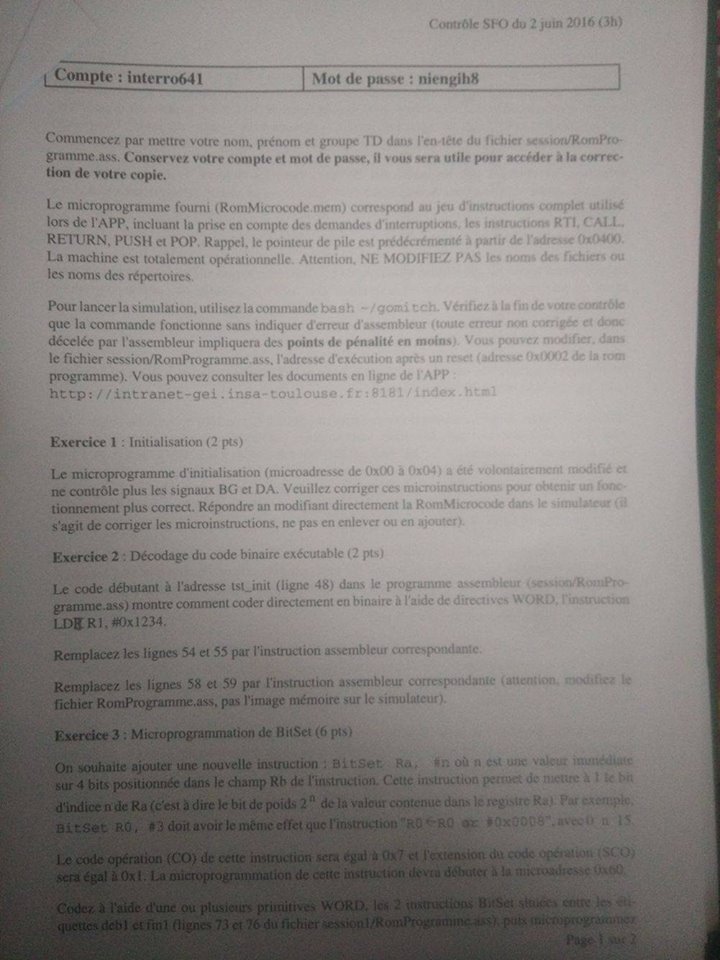 Contrôle SFO du 2 juin 2016 (3h)
Compte : interro641 Mot de passe : niengih8
Commencez par mettre votre nom, prénom et groupe TD dans l'en-tête du fichier session/RomPro-
gramme.ass. Conservez votre compte et mot de passe, il vous sera utile pour accéder à la correc-
tion de votre copie.
Le microprogramme fourni (RomMicrocode.mem) correspond au jeu d'instructions complet utilisé
lors de l'APP, incluant la prise en compte des demandes d'interruptions, les instructions RTI, CALL,
RETURN, PUSH et POP. Rappel, le pointeur de pile est prédécrémenté à partir de l'adresse 0x0400.
La machine est totalement opérationnelle. Attention, NE MODIFIEZ PAS les noms des fichiers ou
les noms des répertoires.
Pour lancer la simulation, utilisez la commande bash ~/gomitch. Vérifiez à la fin de votre contrôle
que la commande fonctionne sans indiquer d'erreur d'assembleur (toute erreur non corrigée et donc
décelée par l'assembleur impliquera des points de pénalité en moins). Vous pouvez modifier, dans
le fichier session/RomProgramme.ass, l'adresse d'exécution après un reset (adresse 0x0002 de la rom
programme). Vous pouvez consulter les documents en ligne de l'APP :
http://intranet-gei.insa-toulouse.fr:8181/index.html
Exercice 1 : Initialisation (2 pts)
Le microprogramme d'initialisation (microadresse de 0x00 à 0x04) a été volontairement modifié et
ne contrôle plus les signaux BG et DA. Veuillez corriger ces microinstructions pour obtenir un fonc-
tionnement plus correct. Répondre an modifiant directement la RomMicrocode dans le simulateur (il
s'agit de corriger les microinstructions, ne pas en enlever ou en ajouter).
Exercice 2 : Décodage du code binaire exécutable (2 pts)
Le code débutant à l'adresse tst_init (ligne 48) dans le programme assembleur (session/RomPro-
gramme.ass) montre comment coder directement en binaire à l'aide de directives WORD, l'instruction
R1, #0x1234.
Remplacez les lignes 54 et 55 par l'instruction assembleur correspondante.
Remplacez les lignes 58 et 59 par l'instruction assembleur correspondante (attention, modifiez le
fichier RomProgramme.ass, pas l'image mémoire sur le simulateur).
Exercice 3 : Microprogrammation de BitSet (6 pts)
On souhaite ajouter une nouvelle instruction : BitSet Ra, #n où n est une valeur immédiate
sur 4 bits positionnée dans le champ Rb de l'instruction. Cette instruction permet de mettre à 1 le bit
d'indice n de Ra (c'est à dire le bit de poids 2^n de la valeur contenue dans le registre Ra). Par exemple,
BitSet R0, #3 doit avoir le même effet que l'instruction "R0←R0 or #0x0008", avec 0 n 15.
Le code opération (CO) de cette instruction sera égal à 0x7 et l'extension du code opération (SCO)
sera égal à 0x1. La microprogrammation de cette instruction devra débuter à la microadresse 0x60.
Codez à l'aide d'une ou plusieurs primitives WORD, les 2 instructions BitSet situées entre les éti-
quettes deb1 et fin1 (lignes 73 et 76 du fichier session1/RomProgramme.ass), puis microprogrammez
Page 1 sur 2